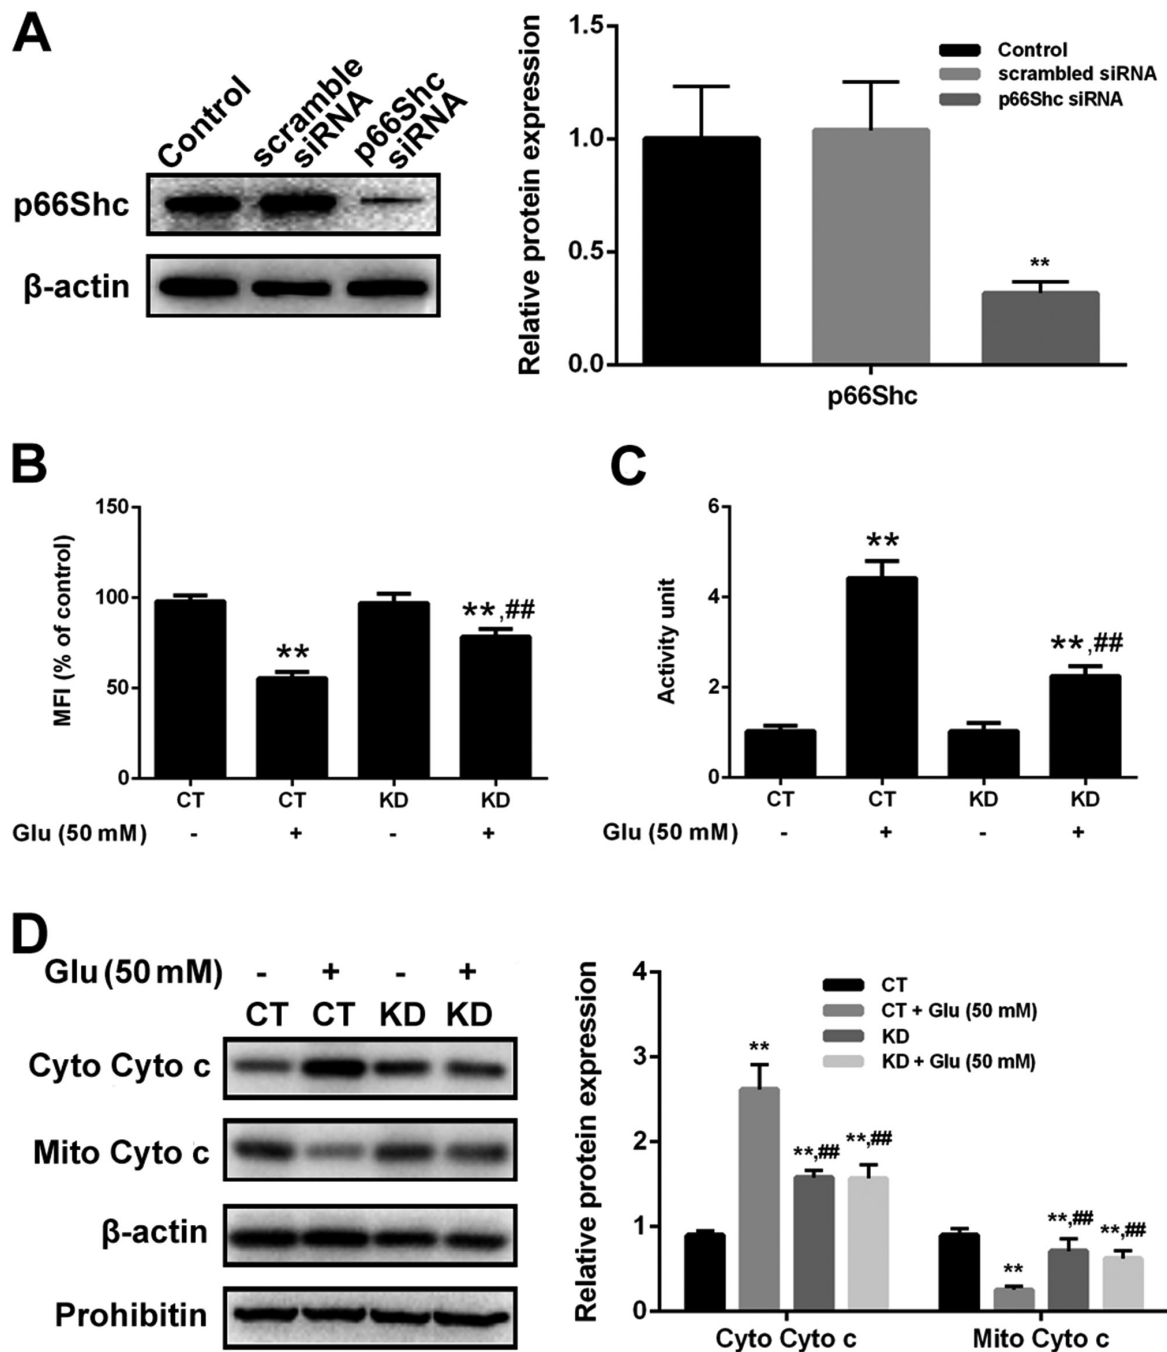 A
Control
scramble
siRNA
p66Shc
siRNA
p66Shc
β-actin
Relative protein expression
1.5
1.0
0.5
0.0
**
p66Shc
Control
scrambled siRNA
p66Shc siRNA
B
MFI (% of control)
150
100
50
0
**
**,##
CT CT KD KD
Glu (50 mM) - + - +
C
Activity unit
6
4
2
0
**
**,##
CT CT KD KD
Glu (50 mM) - + - +
D
Glu (50 mM) - + - +
CT CT KD KD
Cyto Cyto c
Mito Cyto c
β-actin
Prohibitin
Relative protein expression
4
3
2
1
0
CT
CT + Glu (50 mM)
KD
KD + Glu (50 mM)
**
**,##
**,##
**
**,##
**,##
Cyto Cyto c Mito Cyto c